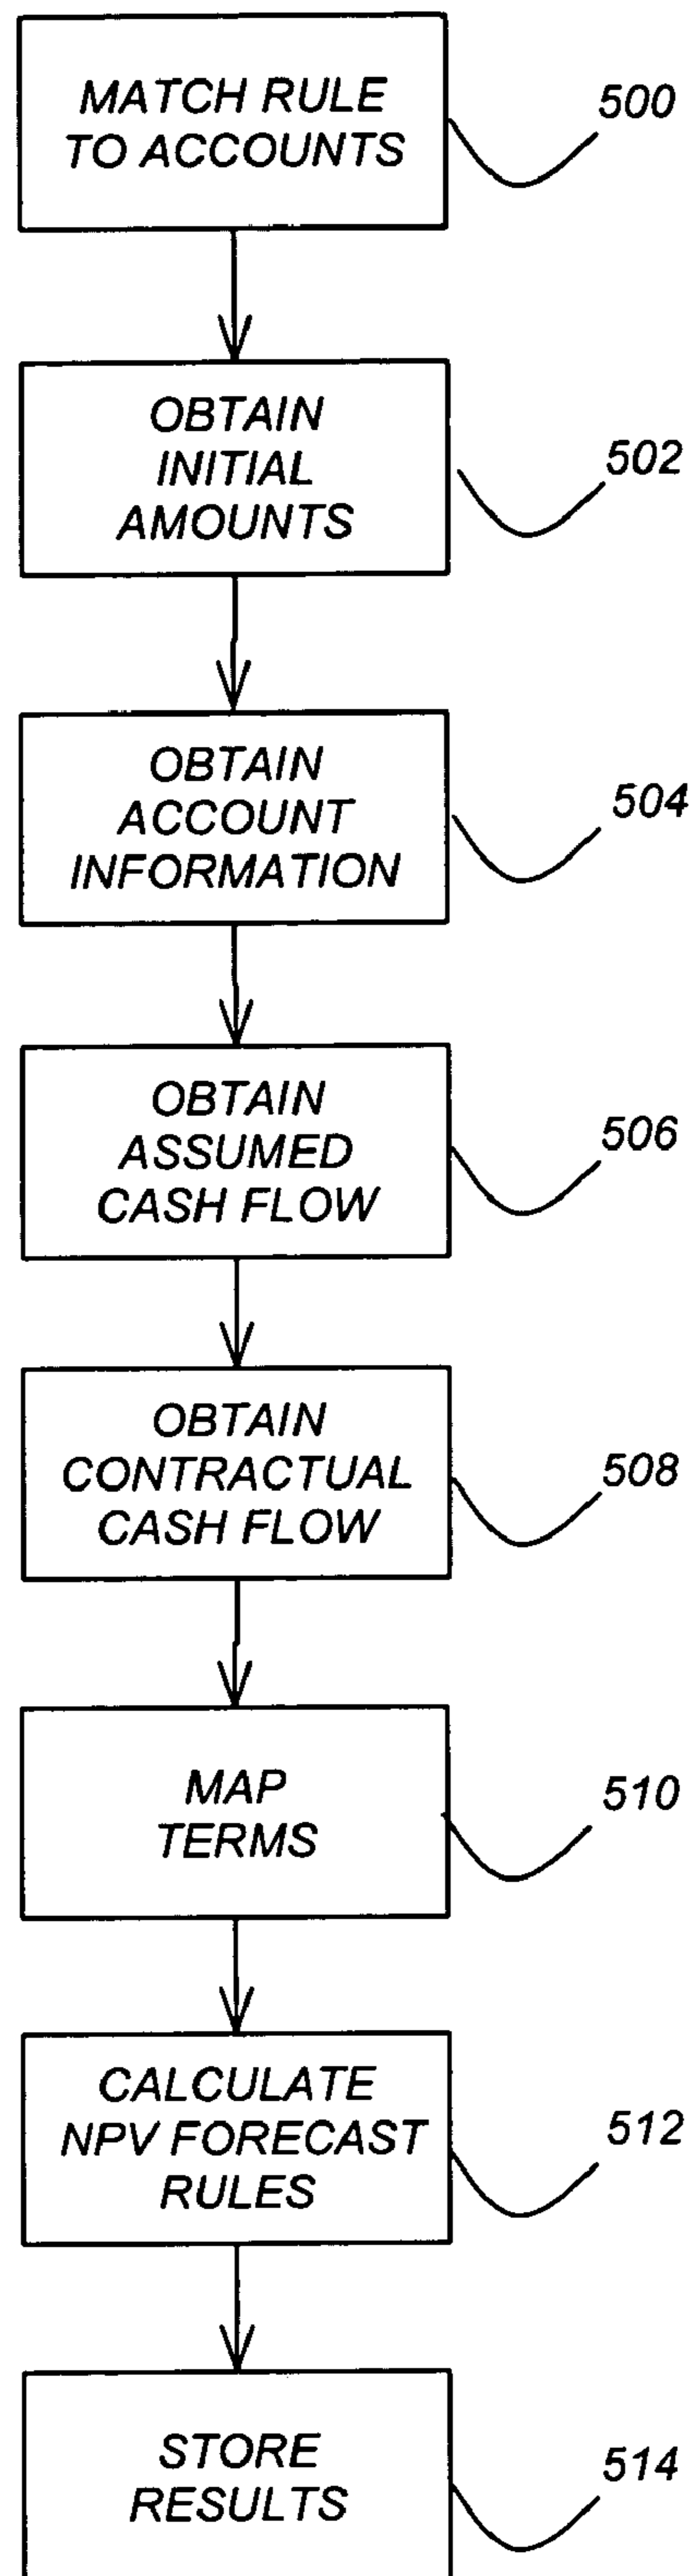 MATCH RULE
TO ACCOUNTS
500
OBTAIN
INITIAL
AMOUNTS
502
OBTAIN
ACCOUNT
INFORMATION
504
OBTAIN
ASSUMED
CASH FLOW
506
OBTAIN
CONTRACTUAL
CASH FLOW
508
MAP
TERMS
510
CALCULATE
NPV FORECAST
RULES
512
STORE
RESULTS
514